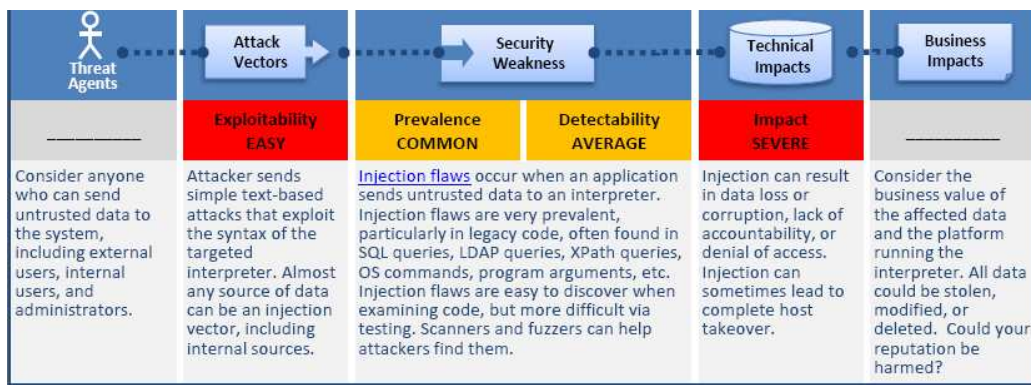 Threat
Agents
Attack
Vectors
Security
Weakness
Technical
Impacts
Business
Impacts
__________
Exploitability
EASY
Prevalence
COMMON
Detectability
AVERAGE
Impact
SEVERE
__________
Consider anyone
who can send
untrusted data to
the system,
including external
users, internal
users, and
administrators.
Attacker sends
simple text-based
attacks that exploit
the syntax of the
targeted
interpreter. Almost
any source of data
can be an injection
vector, including
internal sources.
Injection flaws occur when an application
sends untrusted data to an interpreter.
Injection flaws are very prevalent,
particularly in legacy code, often found in
SQL queries, LDAP queries, XPath queries,
OS commands, program arguments, etc.
Injection flaws are easy to discover when
examining code, but more difficult via
testing. Scanners and fuzzers can help
attackers find them.
Injection can result
in data loss or
corruption, lack of
accountability, or
denial of access.
Injection can
sometimes lead to
complete host
takeover.
Consider the
business value of
the affected data
and the platform
running the
interpreter. All data
could be stolen,
modified, or
deleted. Could your
reputation be
harmed?